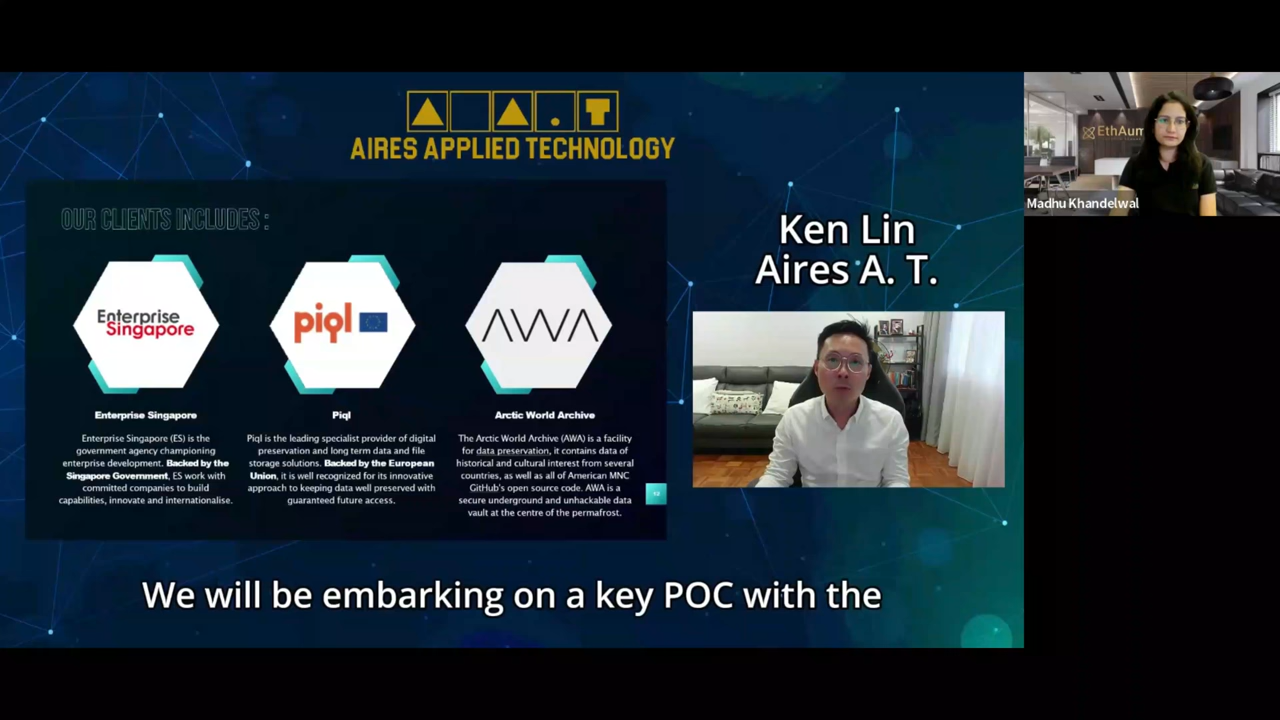 AIRES APPLIED TECHNOLOGY
OUR CLIENTS INCLUDES :
Enterprise
Singapore
piql
AWA
Enterprise Singapore
Enterprise Singapore (ES) is the
government agency championing
enterprise development. Backed by the
Singapore Government, ES work with
committed companies to build
capabilities, innovate and internationalise.
Piql
Piql is the leading specialist provider of digital
preservation and long term data and file
storage solutions. Backed by the European
Union, it is well recognized for its innovative
approach to keeping data well preserved with
guaranteed future access.
Arctic World Archive
The Arctic World Archive (AWA) is a facility
for data preservation, it contains data of
historical and cultural interest from several
countries, as well as all of American MNC
GitHub's open source code. AWA is a
secure underground and unhackable data
vault at the centre of the permafrost.
Ken Lin
Aires A. T.
We will be embarking on a key POC with the
EthAum
Madhu Khandelwal